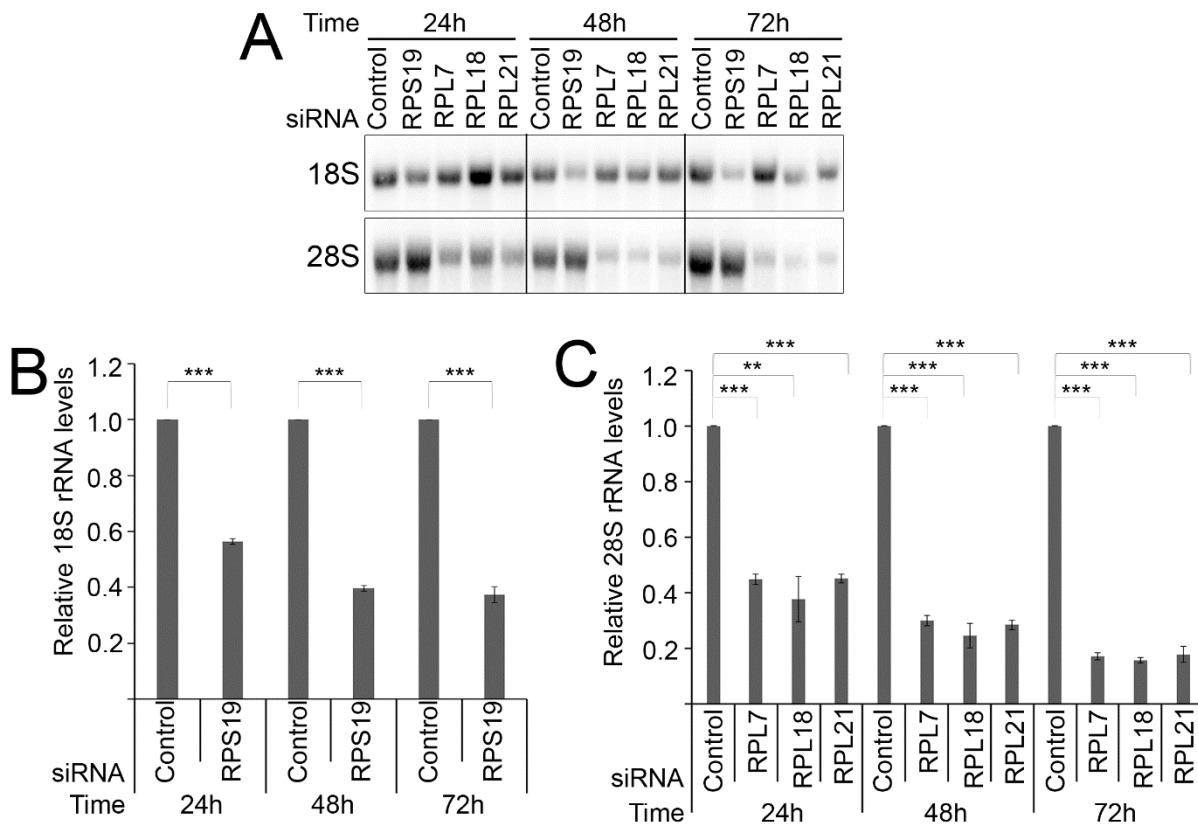 A
Time 24h 48h 72h
siRNA Control RPS19 RPL7 RPL18 RPL21 Control RPS19 RPL7 RPL18 RPL21 Control RPS19 RPL7 RPL18 RPL21
18S
28S
B
Relative 18S rRNA levels
1.2
1.0
0.8
0.6
0.4
0.2
*** *** ***
siRNA Control RPS19 Control RPS19 Control RPS19
Time 24h 48h 72h
C
Relative 28S rRNA levels
1.2
1.0
0.8
0.6
0.4
0.2
*** *** ***
** *** ***
*** *** ***
siRNA Control RPL7 RPL18 RPL21 Control RPL7 RPL18 RPL21 Control RPL7 RPL18 RPL21
Time 24h 48h 72h